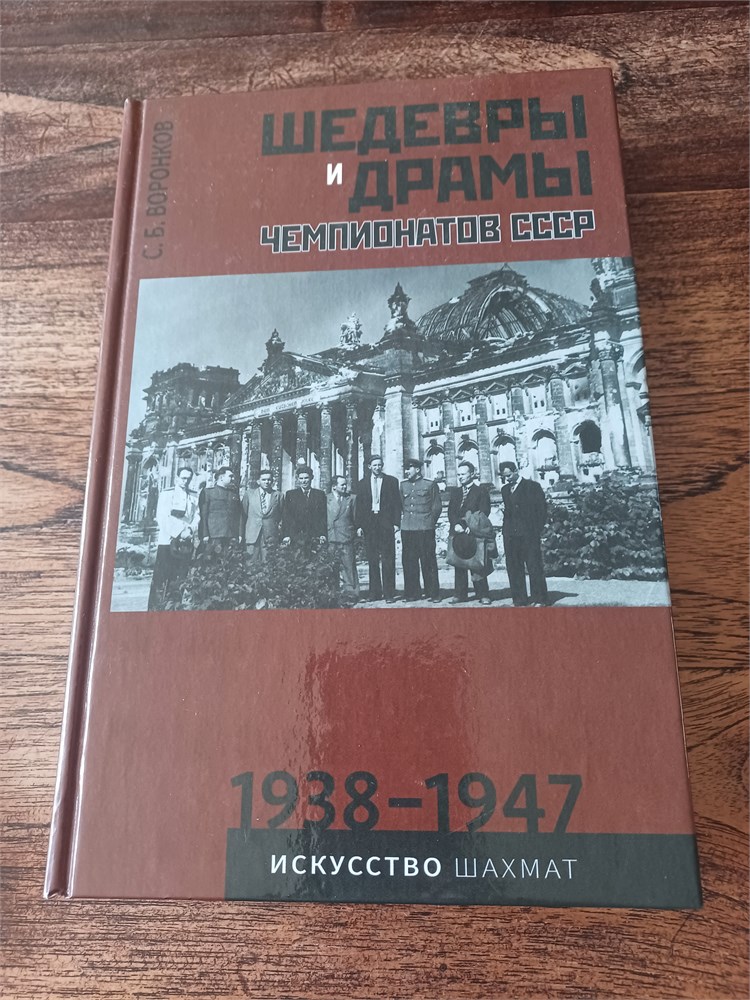 С. Б. ВОРОНКОВ
ШЕДЕВРЫ
И ДРАМЫ
ЧЕМПИОНАТОВ СССР
1938–1947
ИСКУССТВО ШАХМАТ